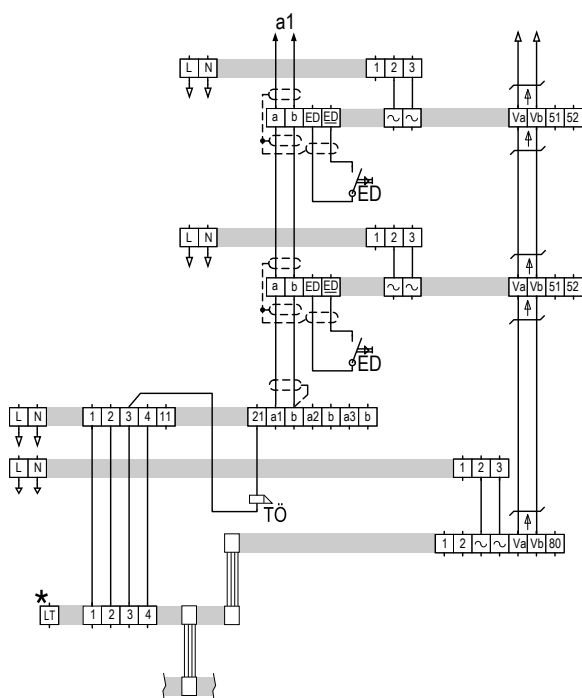 a1
L N 1 2 3
a b ED ED ~ ~ Va Vb 51 52
ED
L N 1 2 3
a b ED ED ~ ~ Va Vb 51 52
ED
L N 1 2 3 4 11 21 a1 b a2 b a3 b
L N 1 2 3
TÖ
1 2 ~ ~ Va Vb 80
*
LT 1 2 3 4